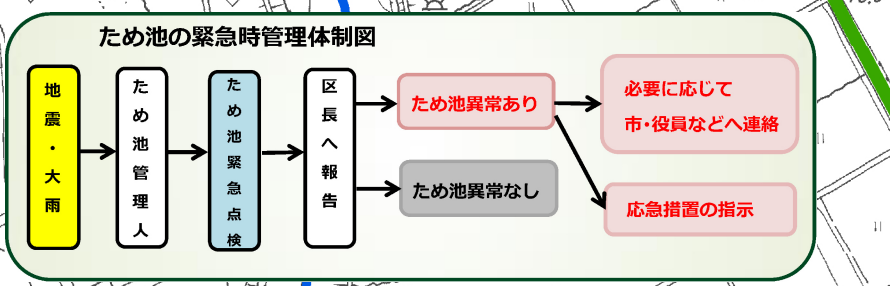 ため池の緊急時管理体制図
地震・大雨
ため池管理人
ため池緊急点検
区長へ報告
ため池異常あり
ため池異常なし
必要に応じて
市・役員などへ連絡
応急措置の指示